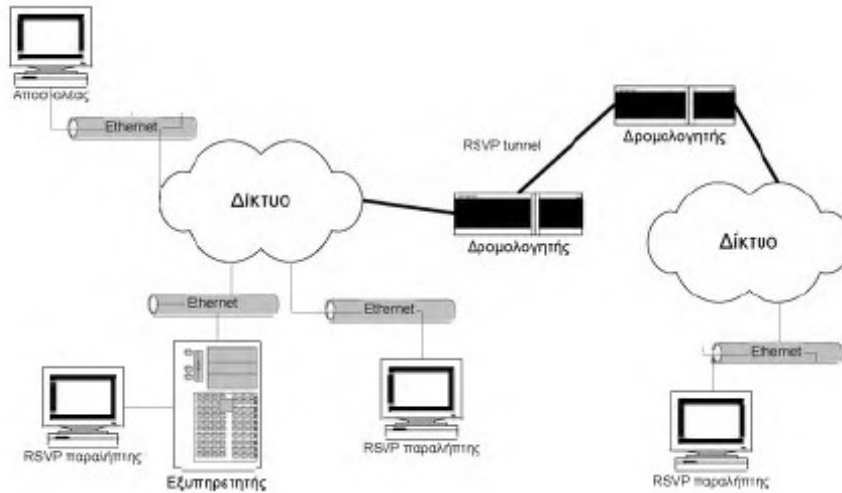 Αποστολέας
Ethernet
Δίκτυο
RSVP tunnel
Δρομολογητής
Δρομολογητής
Δίκτυο
Ethernet
Ethernet
Ethernet
RSVP παραλήπτης
Εξυπηρετητής
RSVP παραλήπτης
RSVP παραλήπτης